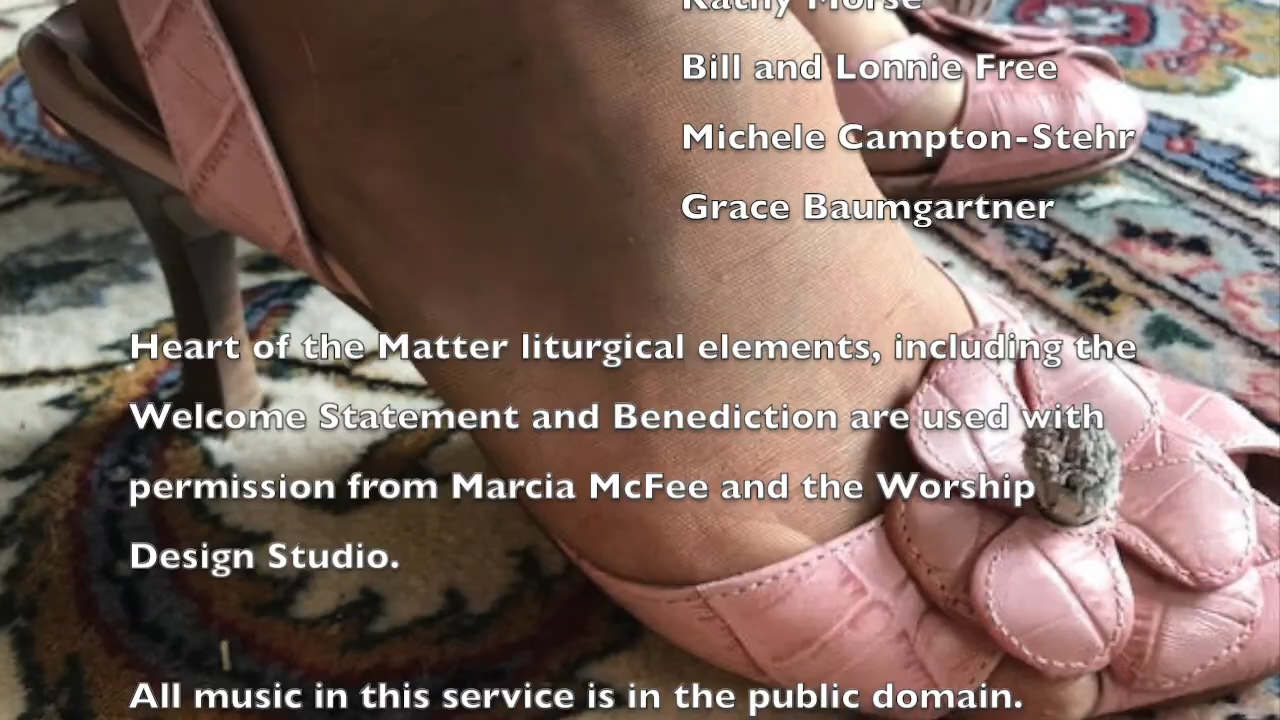 Kathy Morse
Bill and Lonnie Free
Michele Campton-Stehr
Grace Baumgartner
Heart of the Matter liturgical elements, including the
Welcome Statement and Benediction are used with
permission from Marcia McFee and the Worship
Design Studio.
All music in this service is in the public domain.